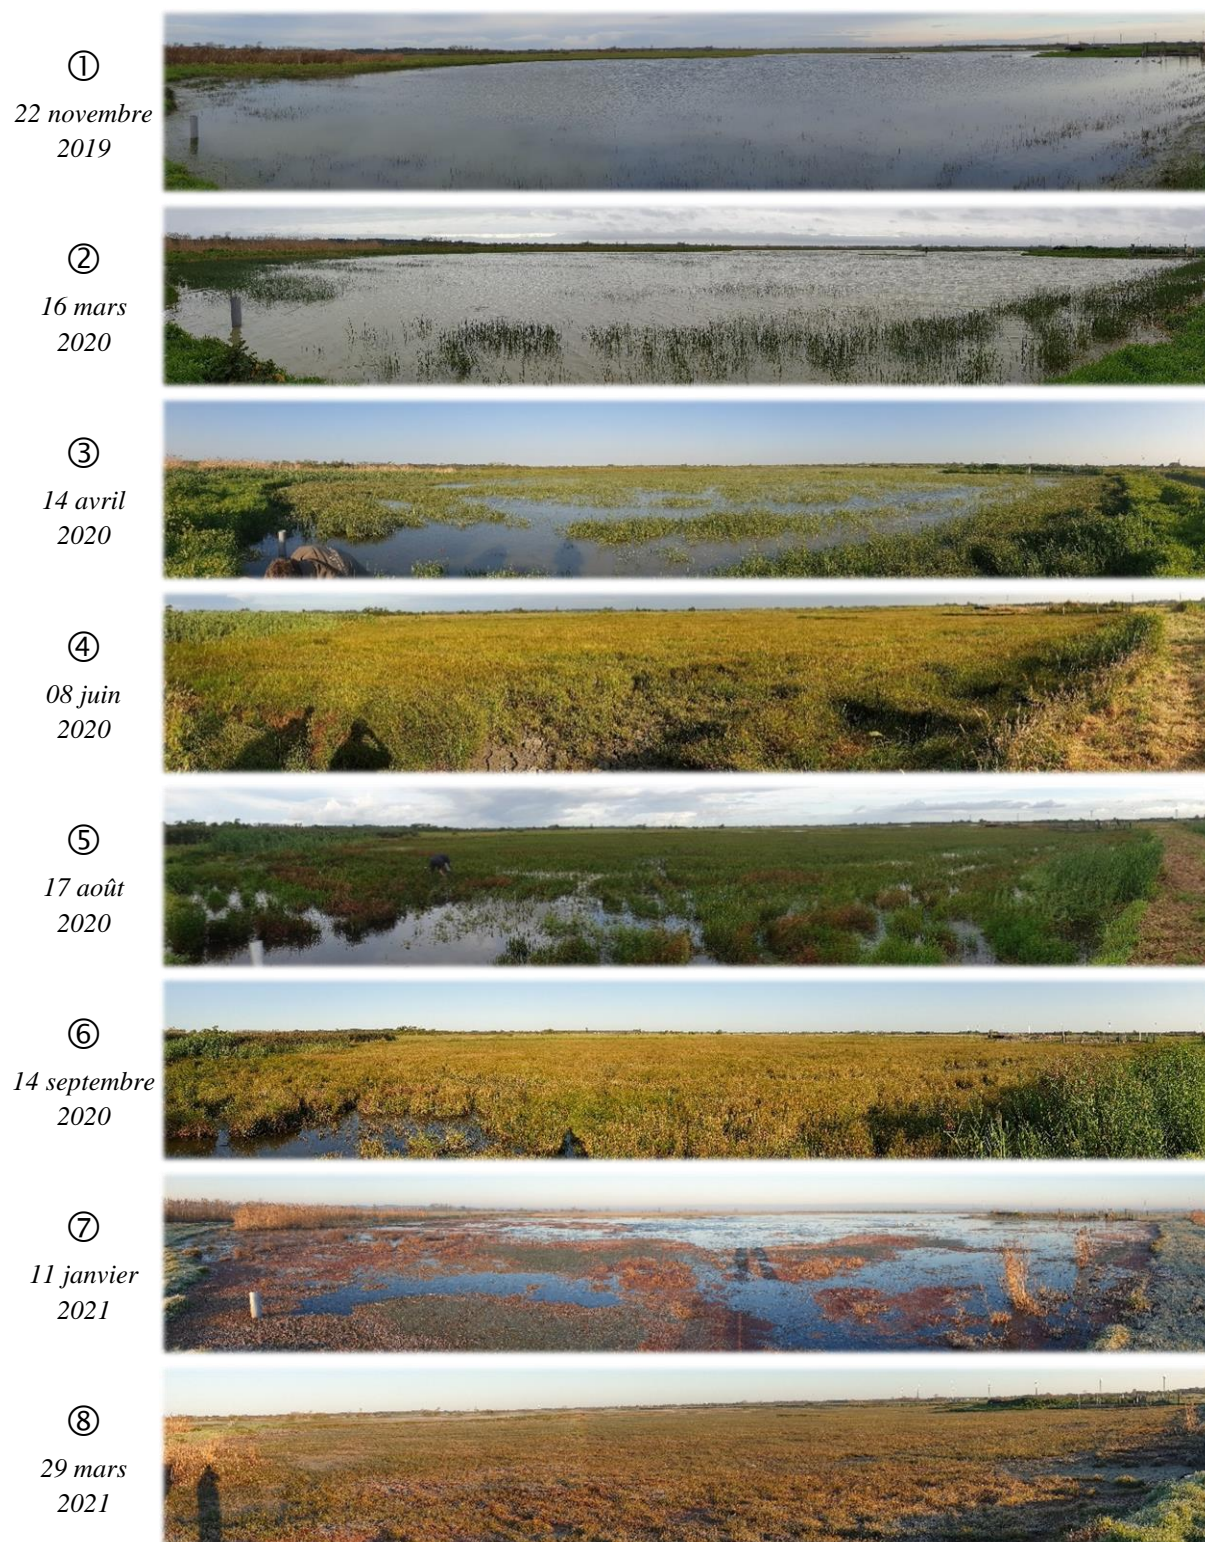 ①
22 novembre
2019
②
16 mars
2020
③
14 avril
2020
④
08 juin
2020
⑤
17 août
2020
⑥
14 septembre
2020
⑦
11 janvier
2021
⑧
29 mars
2021